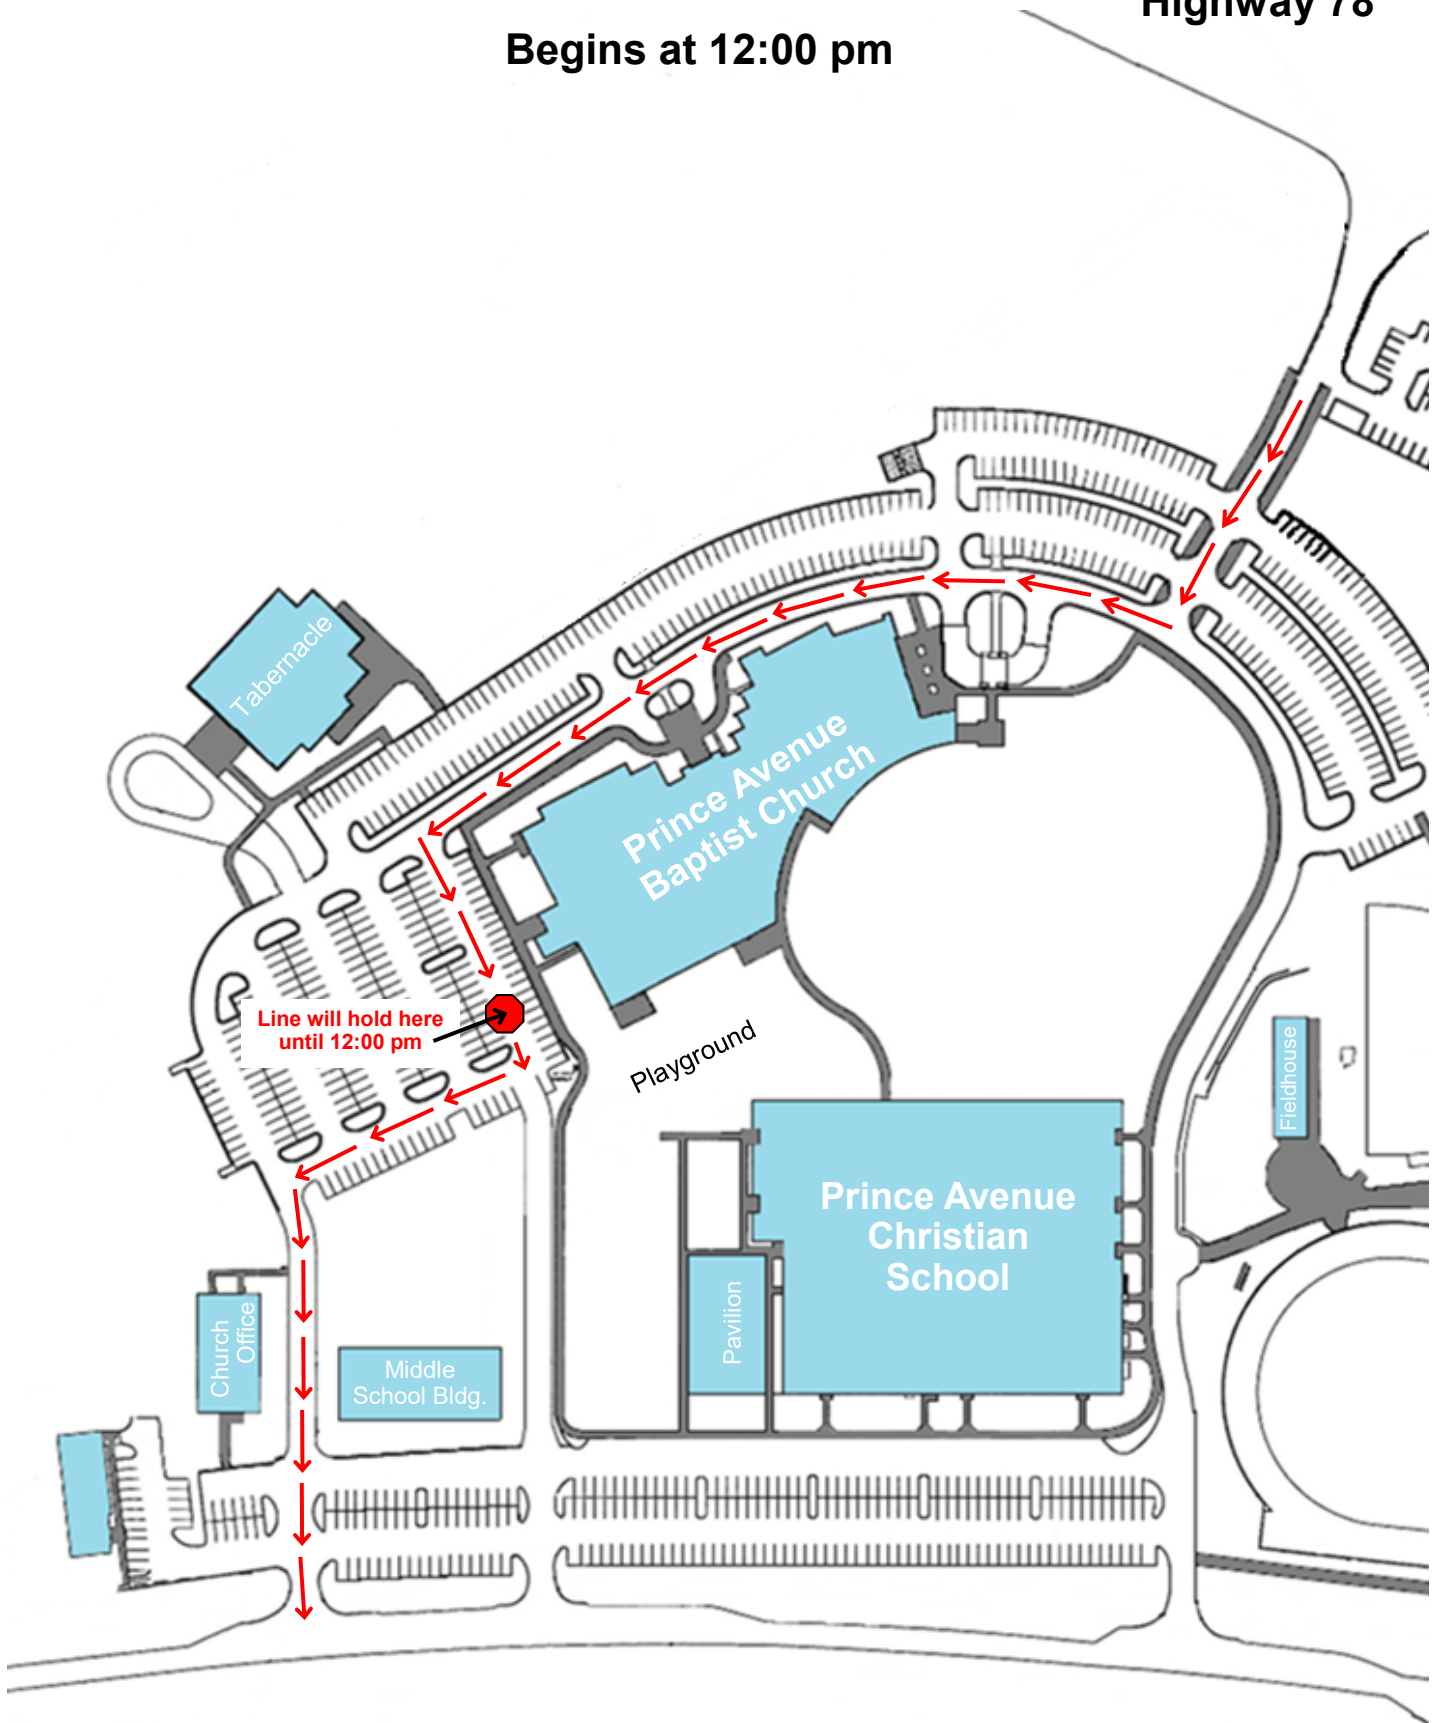 Highway 78
Begins at 12:00 pm
Tabernacle
Prince Avenue
Baptist Church
Line will hold here
until 12:00 pm
Playground
Fieldhouse
Prince Avenue
Christian
School
Pavilion
Church
Office
Middle
School Bldg.